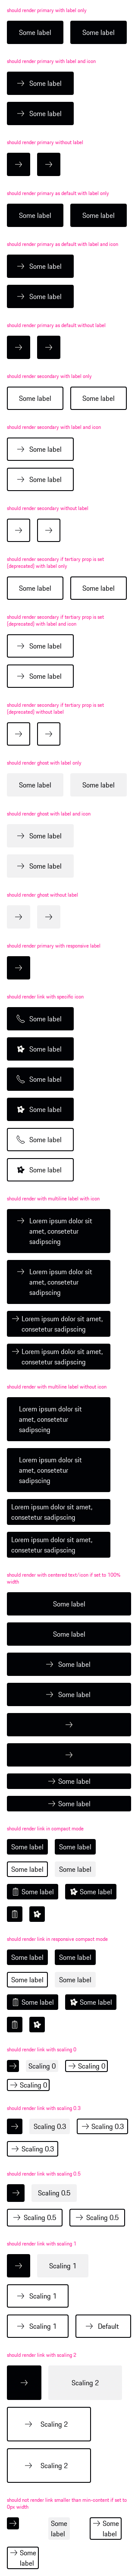 should render primary with label only
Some label Some label
should render primary with label and icon
Some label
Some label
should render primary without label
should render primary as default with label only
Some label Some label
should render primary as default with label and icon
Some label
Some label
should render primary as default without label
should render secondary with label only
Some label Some label
should render secondary with label and icon
Some label
Some label
should render secondary without label
should render secondary if tertiary prop is set
(deprecated) with label only
Some label Some label
should render secondary if tertiary prop is set
(deprecated) with label and icon
Some label
Some label
should render secondary if tertiary prop is set
(deprecated) without label
should render ghost with label only
Some label Some label
should render ghost with label and icon
Some label
Some label
should render ghost without label
should render primary with responsive label
should render link with specific icon
Some label
Some label
Some label
Some label
Some label
Some label
should render with multiline label with icon
Lorem ipsum dolor sit
amet, consetetur
sadipscing
Lorem ipsum dolor sit
amet, consetetur
sadipscing
Lorem ipsum dolor sit amet,
consetetur sadipscing
Lorem ipsum dolor sit amet,
consetetur sadipscing
should render with multiline label without icon
Lorem ipsum dolor sit
amet, consetetur
sadipscing
Lorem ipsum dolor sit
amet, consetetur
sadipscing
Lorem ipsum dolor sit amet,
consetetur sadipscing
Lorem ipsum dolor sit amet,
consetetur sadipscing
should render with centered text/icon if set to 100%
width
Some label
Some label
Some label
Some label
Some label
Some label
should render link in compact mode
Some label Some label
Some label Some label
Some label Some label
should render link in responsive compact mode
Some label Some label
Some label Some label
Some label Some label
should render link with scaling 0
Scaling 0 Scaling 0
Scaling 0
should render link with scaling 0.3
Scaling 0.3 Scaling 0.3
Scaling 0.3
should render link with scaling 0.5
Scaling 0.5
Scaling 0.5 Scaling 0.5
should render link with scaling 1
Scaling 1
Scaling 1
Scaling 1 Default
should render link with scaling 2
Scaling 2
Scaling 2
Scaling 2
should not render link smaller than min-content if set to
0px width
Some Some
label label
Some
label